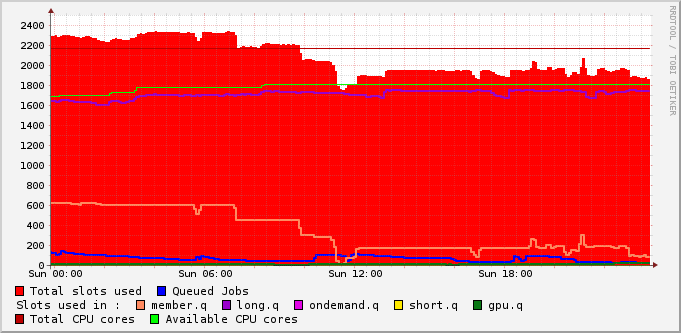 2400
2200
2000
1800
1600
1400
1200
1000
800
600
400
200
0
Sun 00:00 Sun 06:00 Sun 12:00 Sun 18:00
Total slots used Queued Jobs
Slots used in : member.q long.q ondemand.q short.q gpu.q
Total CPU cores Available CPU cores
RRDTOOL / TOBI OETIKER